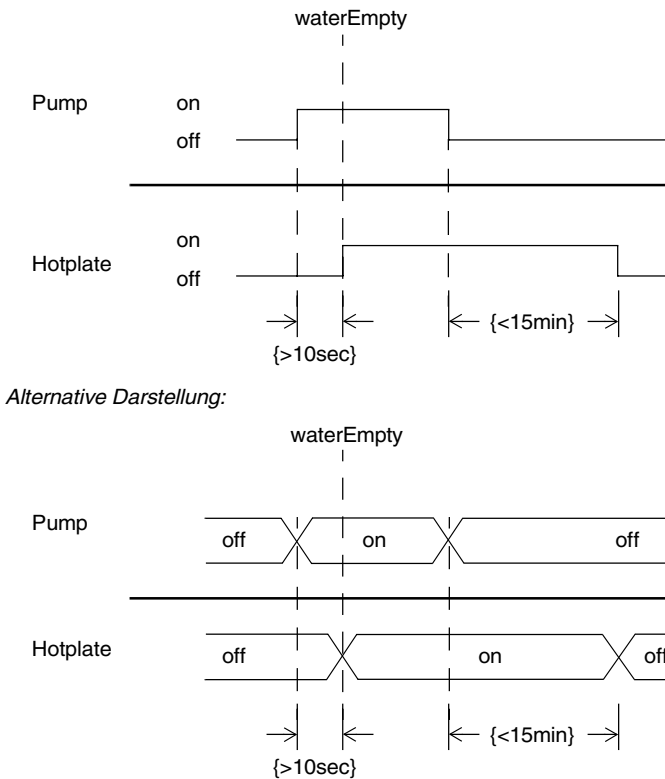 waterEmpty
Pump on
off
on
Hotplate off
{<15min}
{>10sec}
Alternative Darstellung:
waterEmpty
Pump
off on off
Hotplate
off on off
{<15min}
{>10sec}